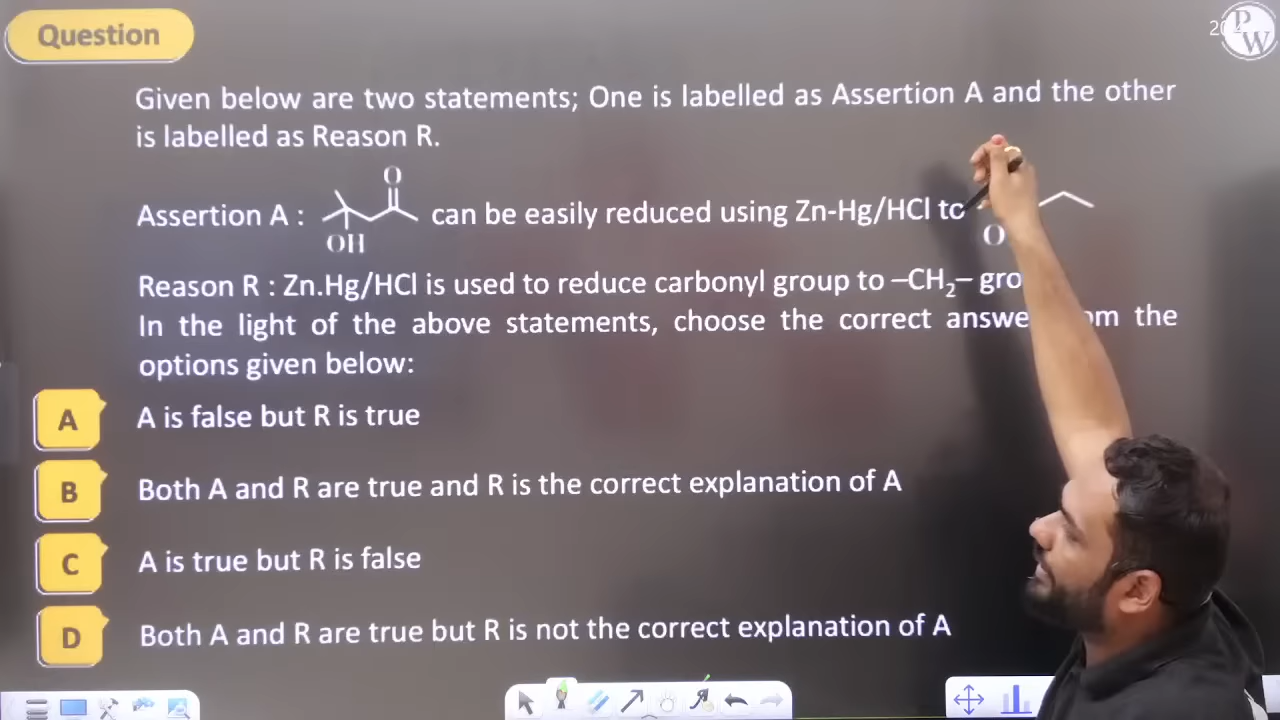 Question
Given below are two statements; One is labelled as Assertion A and the other
is labelled as Reason R.
O
Assertion A : can be easily reduced using Zn-Hg/HCl to
OH
O
Reason R : Zn.Hg/HCl is used to reduce carbonyl group to –CH₂–
In the light of the above statements, choose the correct the
options given below:
A A is false but R is true
B Both A and R are true and R is the correct explanation of A
C A is true but R is false
D Both A and R are true but R is not the correct explanation of A
PW